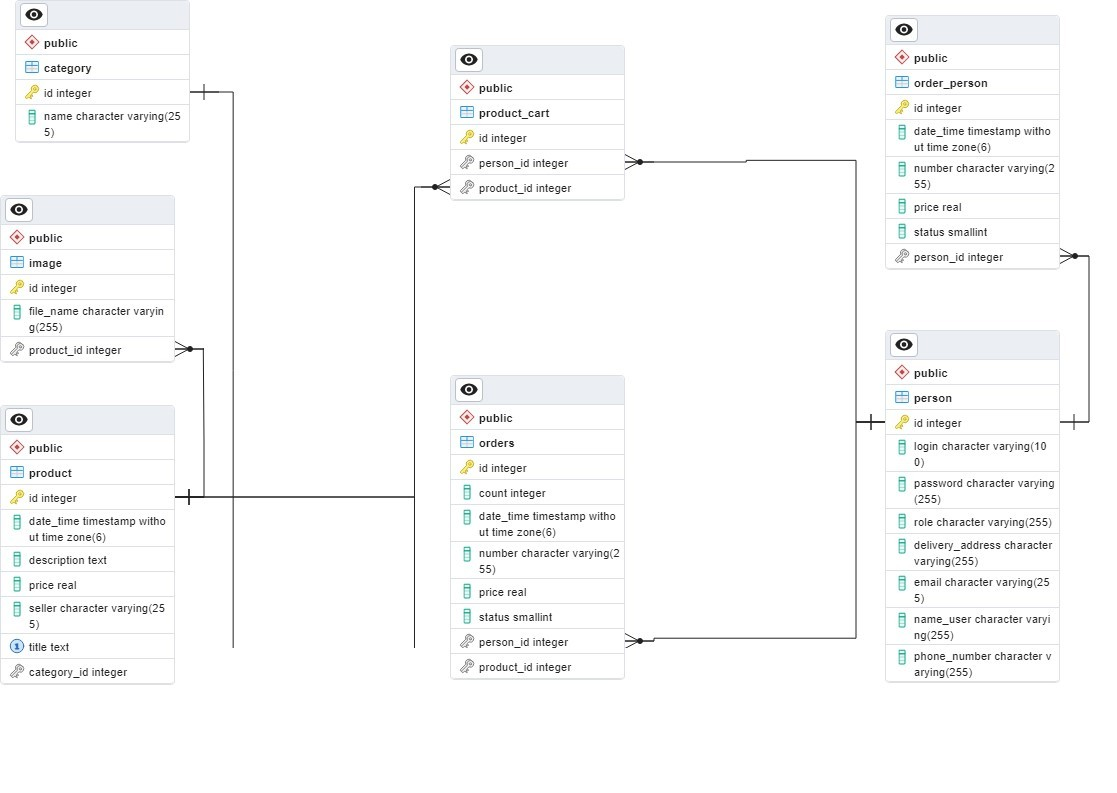 public
category
id integer
name character varying(25
5)
public
image
id integer
file_name character varyin
g(255)
product_id integer
public
product
id integer
date_time timestamp witho
ut time zone(6)
description text
price real
seller character varying(25
5)
1 title text
category_id integer
public
product_cart
id integer
person_id integer
product_id integer
public
orders
id integer
count integer
date_time timestamp witho
ut time zone(6)
number character varying(2
55)
price real
status smallint
person_id integer
product_id integer
public
order_person
id integer
date_time timestamp witho
ut time zone(6)
number character varying(2
55)
price real
status smallint
person_id integer
public
person
id integer
login character varying(10
0)
password character varying
(255)
role character varying(255)
delivery_address character
varying(255)
email character varying(25
5)
name_user character varyi
ng(255)
phone_number character v
arying(255)